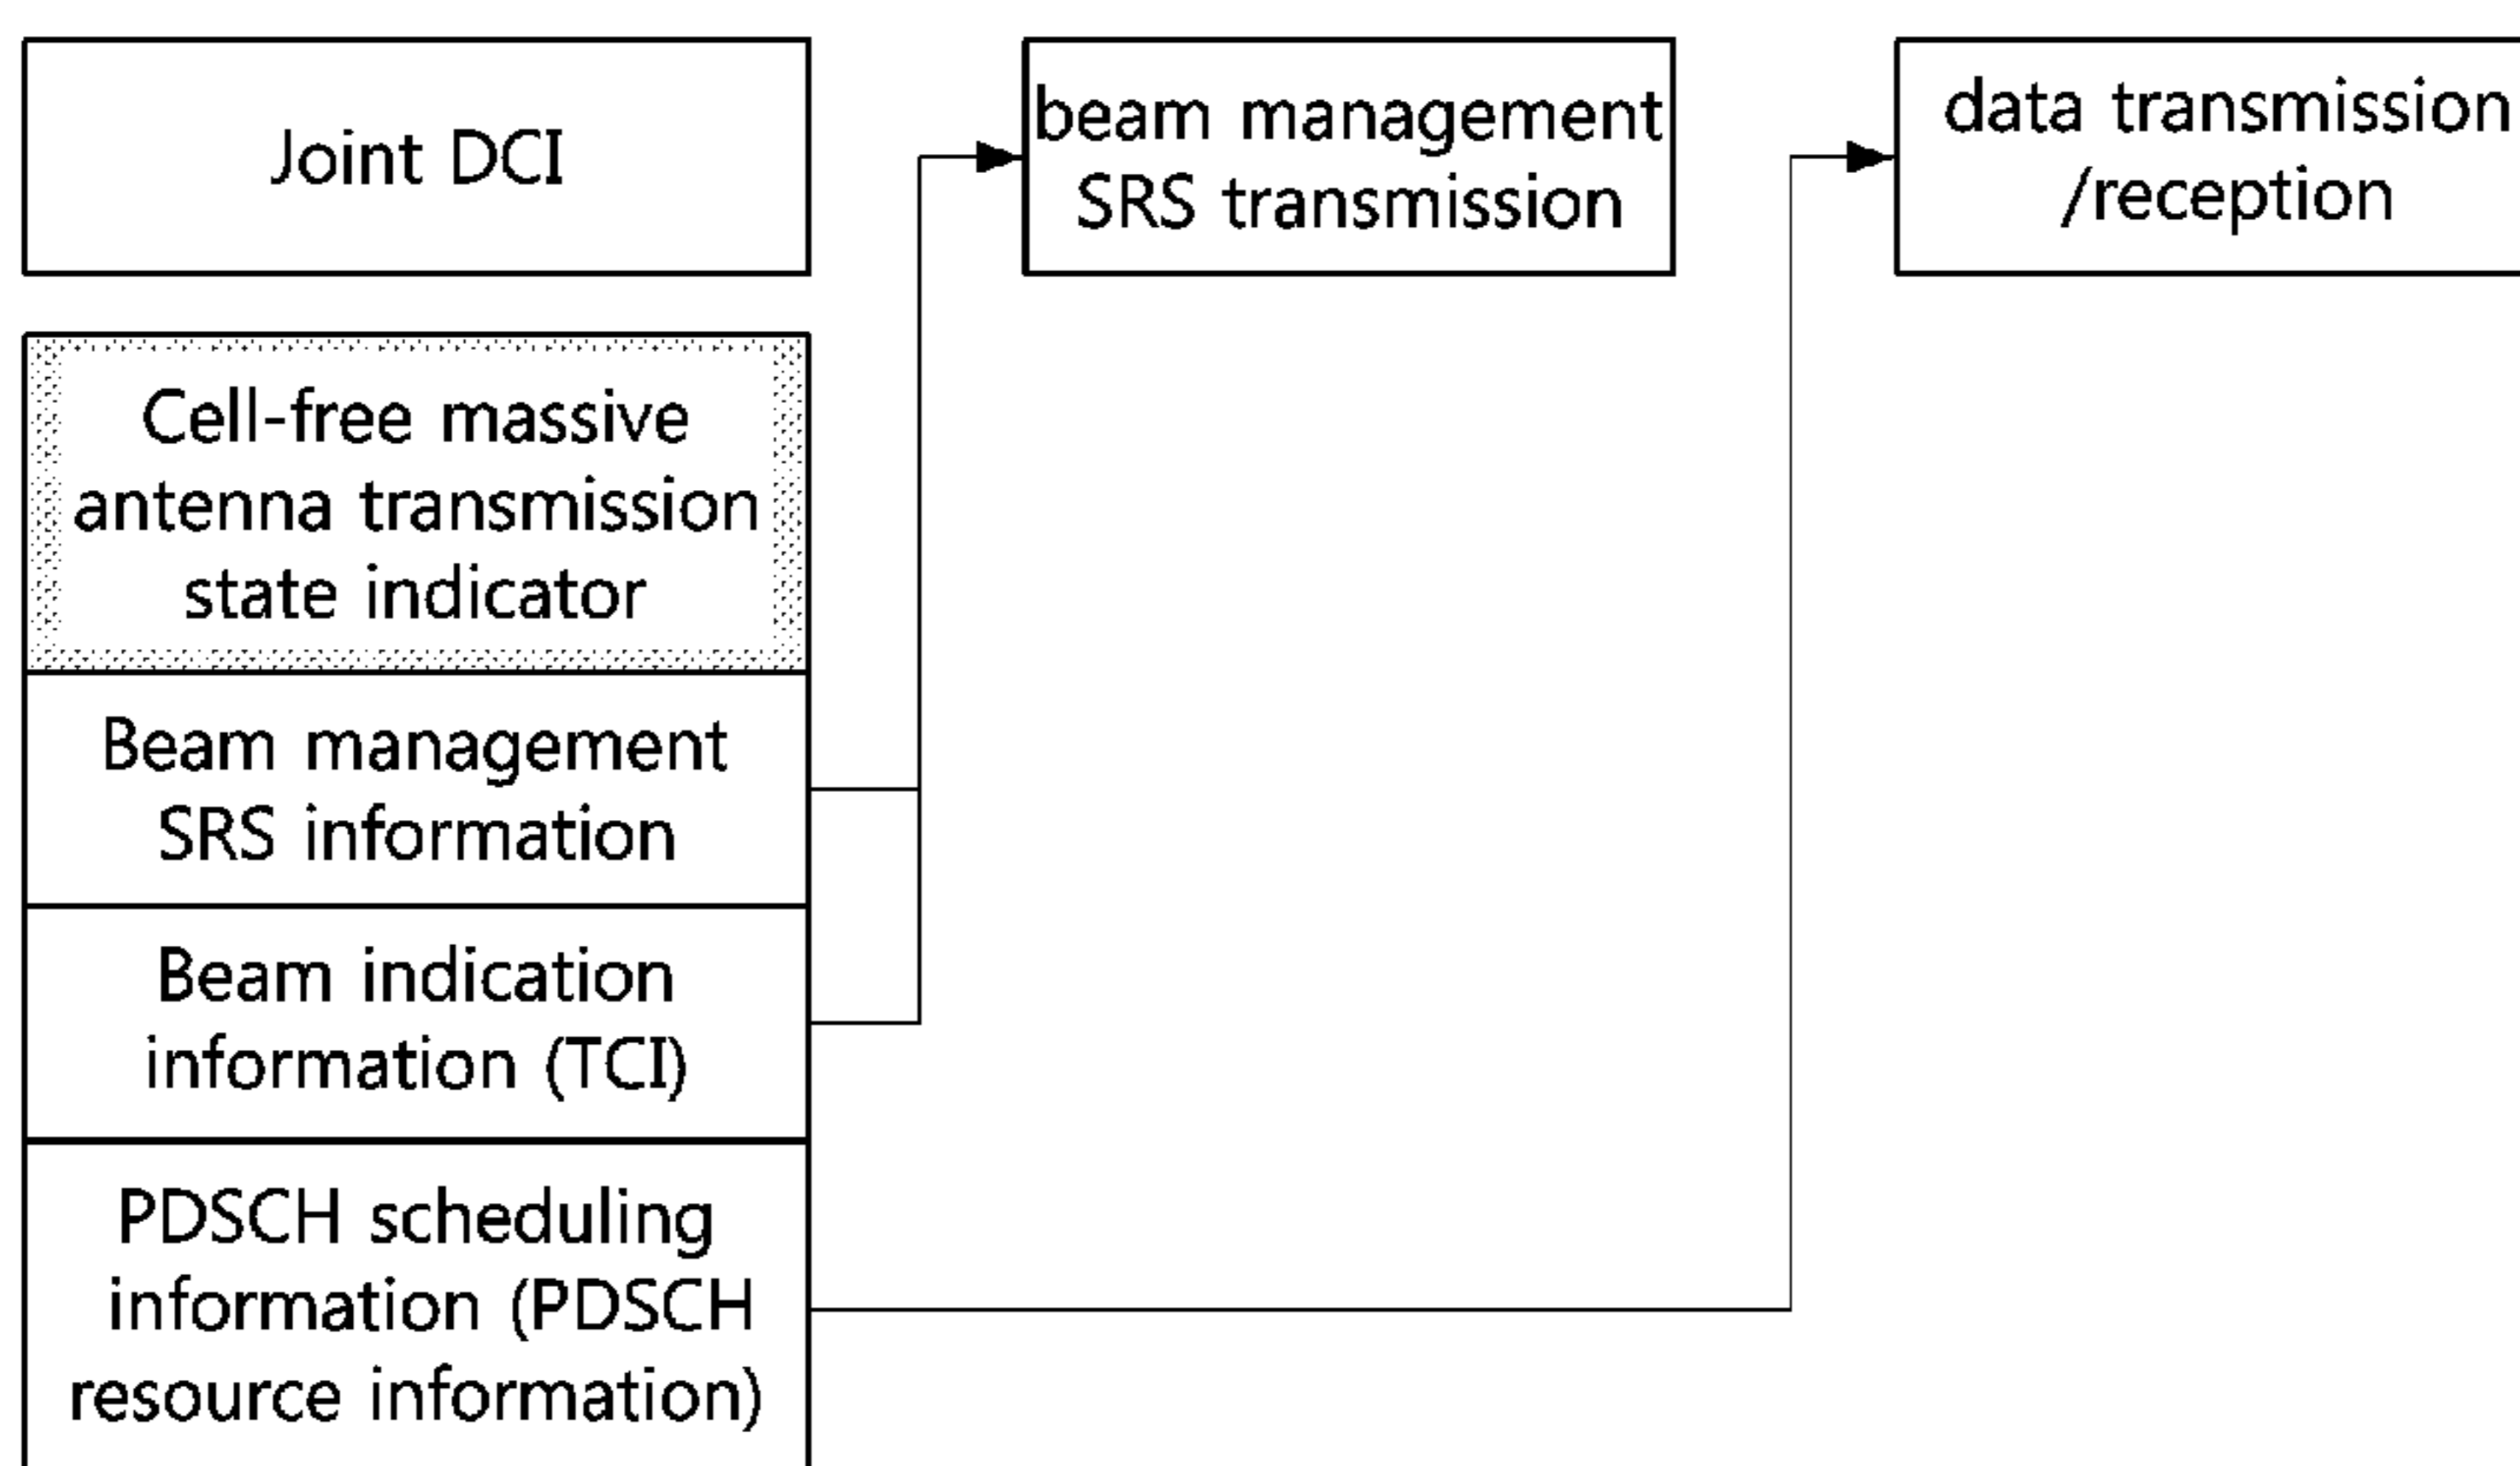 Joint DCI
beam management
SRS transmission
data transmission
/reception
Cell-free massive
antenna transmission
state indicator
Beam management
SRS information
Beam indication
information (TCI)
PDSCH scheduling
information (PDSCH
resource information)